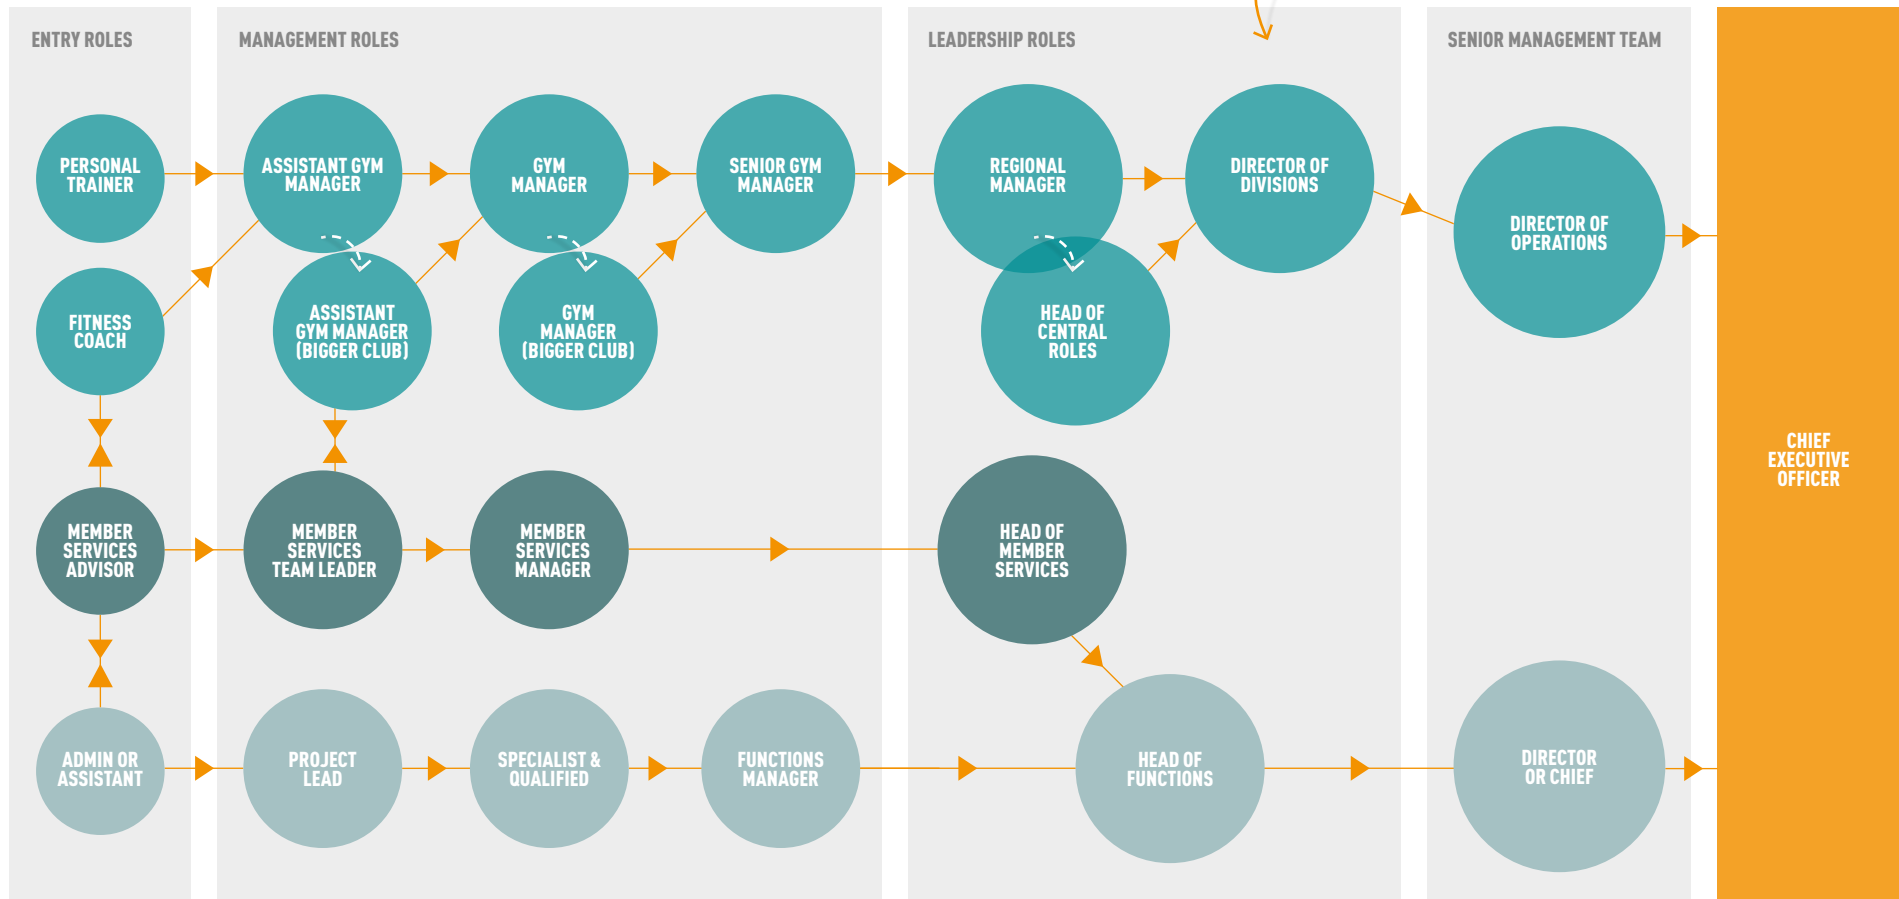 ENTRY ROLES
MANAGEMENT ROLES
LEADERSHIP ROLES
SENIOR MANAGEMENT TEAM
PERSONAL
TRAINER
ASSISTANT GYM
MANAGER
GYM
MANAGER
SENIOR GYM
MANAGER
REGIONAL
MANAGER
DIRECTOR OF
DIVISIONS
DIRECTOR OF
OPERATIONS
FITNESS
COACH
ASSISTANT
GYM MANAGER
(BIGGER CLUB)
GYM
MANAGER
(BIGGER CLUB)
HEAD OF
CENTRAL
ROLES
CHIEF
EXECUTIVE
OFFICER
MEMBER
SERVICES
ADVISOR
MEMBER
SERVICES
TEAM LEADER
MEMBER
SERVICES
MANAGER
HEAD OF
MEMBER
SERVICES
ADMIN OR
ASSISTANT
PROJECT
LEAD
SPECIALIST &
QUALIFIED
FUNCTIONS
MANAGER
HEAD OF
FUNCTIONS
DIRECTOR
OR CHIEF